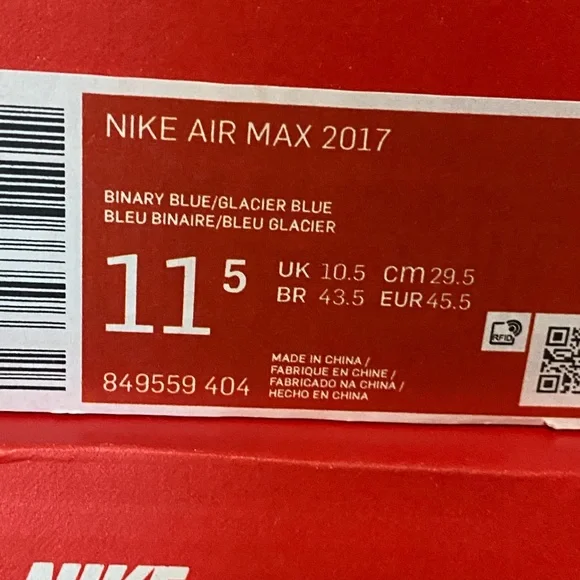 NIKE AIR MAX 2017
BINARY BLUE/GLACIER BLUE
BLEU BINAIRE/BLEU GLACIER
11 5
UK 10.5 cm 29.5
BR 43.5 EUR 45.5
RFID
849559 404
MADE IN CHINA /
FABRIQUE EN CHINE /
FABRICADO NA CHINA /
HECHO EN CHINA
NIKE